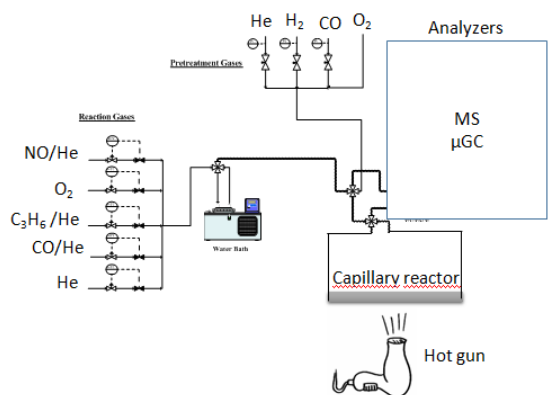 He H₂ CO O₂
Analyzers
Pretreatment Gases
MS
µGC
Reaction Gases
NO/He
O₂
C₃H₆ /He
CO/He
He
Water Bath
Capillary reactor
Hot gun